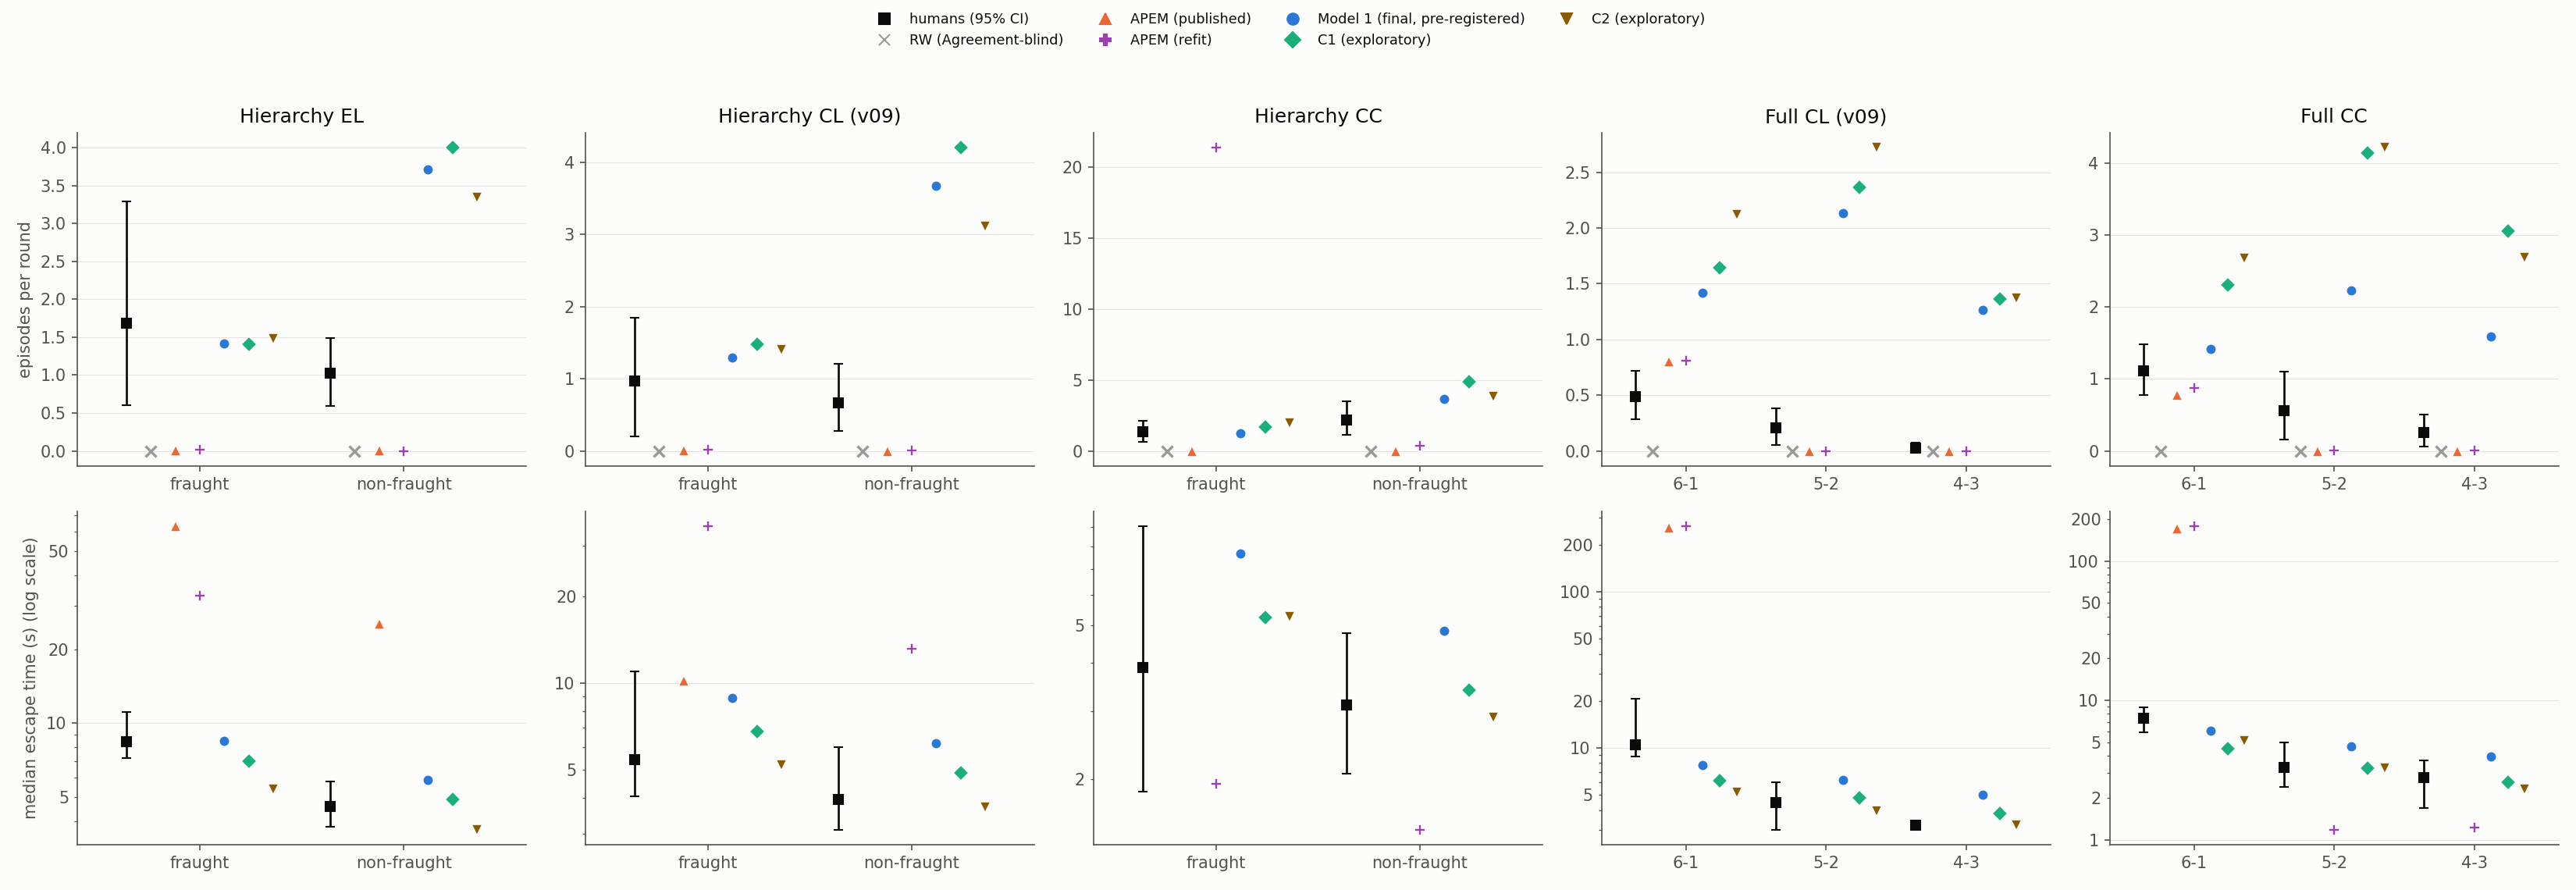 humans (95% CI)
RW (Agreement-blind)
APEM (published)
APEM (refit)
Model 1 (final, pre-registered)
C1 (exploratory)
C2 (exploratory)
Hierarchy EL
episodes per round
4.0
3.5
3.0
2.5
2.0
1.5
1.0
0.5
0.0
fraught
non-fraught
Hierarchy CL (v09)
4
3
2
1
0
fraught
non-fraught
Hierarchy CC
20
15
10
5
0
fraught
non-fraught
Full CL (v09)
2.5
2.0
1.5
1.0
0.5
0.0
6-1
5-2
4-3
Full CC
4
3
2
1
0
6-1
5-2
4-3
median escape time (s) (log scale)
50
20
10
5
fraught
non-fraught
20
10
5
fraught
non-fraught
5
2
fraught
non-fraught
200
100
50
20
10
5
6-1
5-2
4-3
200
100
50
20
10
5
2
1
6-1
5-2
4-3